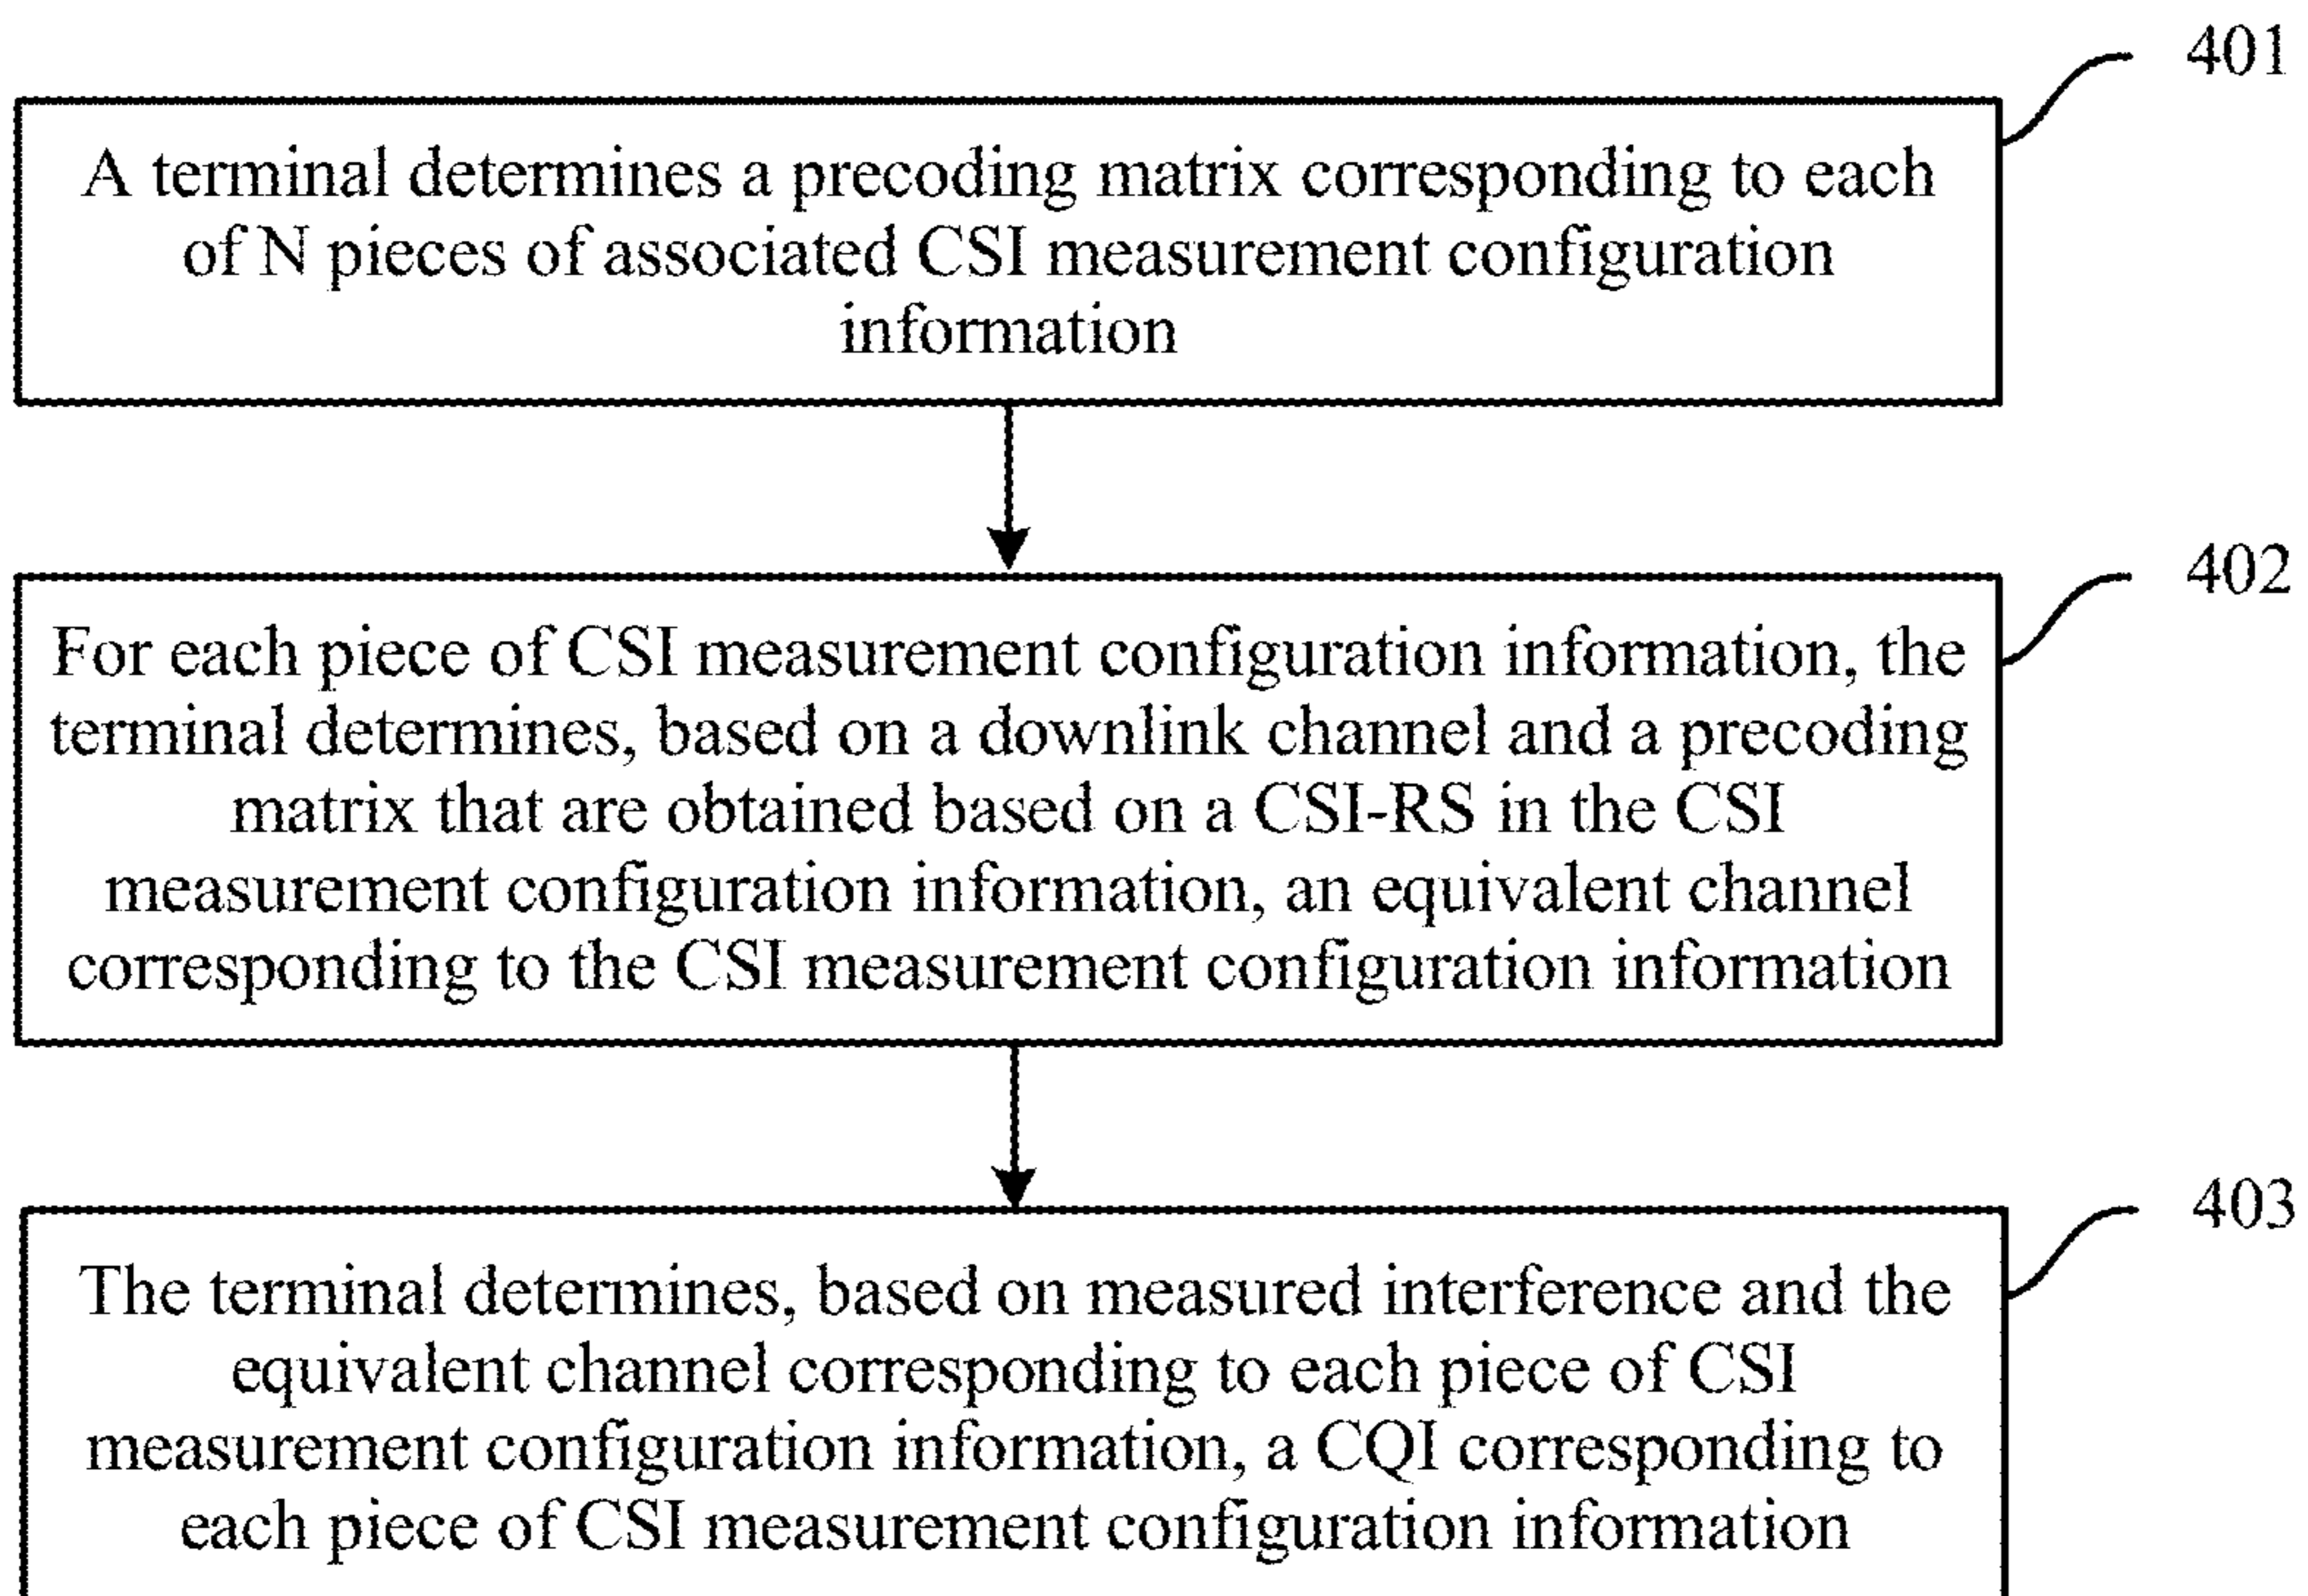 401
A terminal determines a precoding matrix corresponding to each
of N pieces of associated CSI measurement configuration
information
402
For each piece of CSI measurement configuration information, the
terminal determines, based on a downlink channel and a precoding
matrix that are obtained based on a CSI-RS in the CSI
measurement configuration information, an equivalent channel
corresponding to the CSI measurement configuration information
403
The terminal determines, based on measured interference and the
equivalent channel corresponding to each piece of CSI
measurement configuration information, a CQI corresponding to
each piece of CSI measurement configuration information